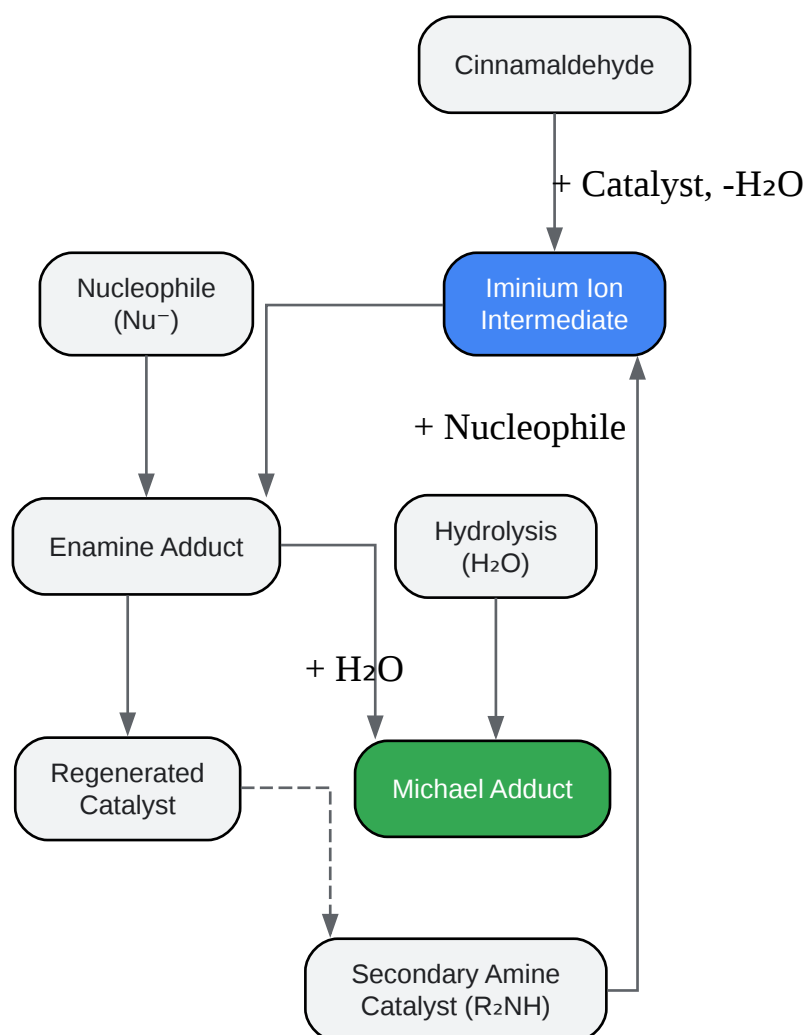 Cinnamaldehyde
+ Catalyst, -H₂O
Nucleophile
(Nu⁻)
Iminium Ion
Intermediate
+ Nucleophile
Enamine Adduct
Hydrolysis
(H₂O)
+ H₂O
Regenerated
Catalyst
Michael Adduct
Secondary Amine
Catalyst (R₂NH)